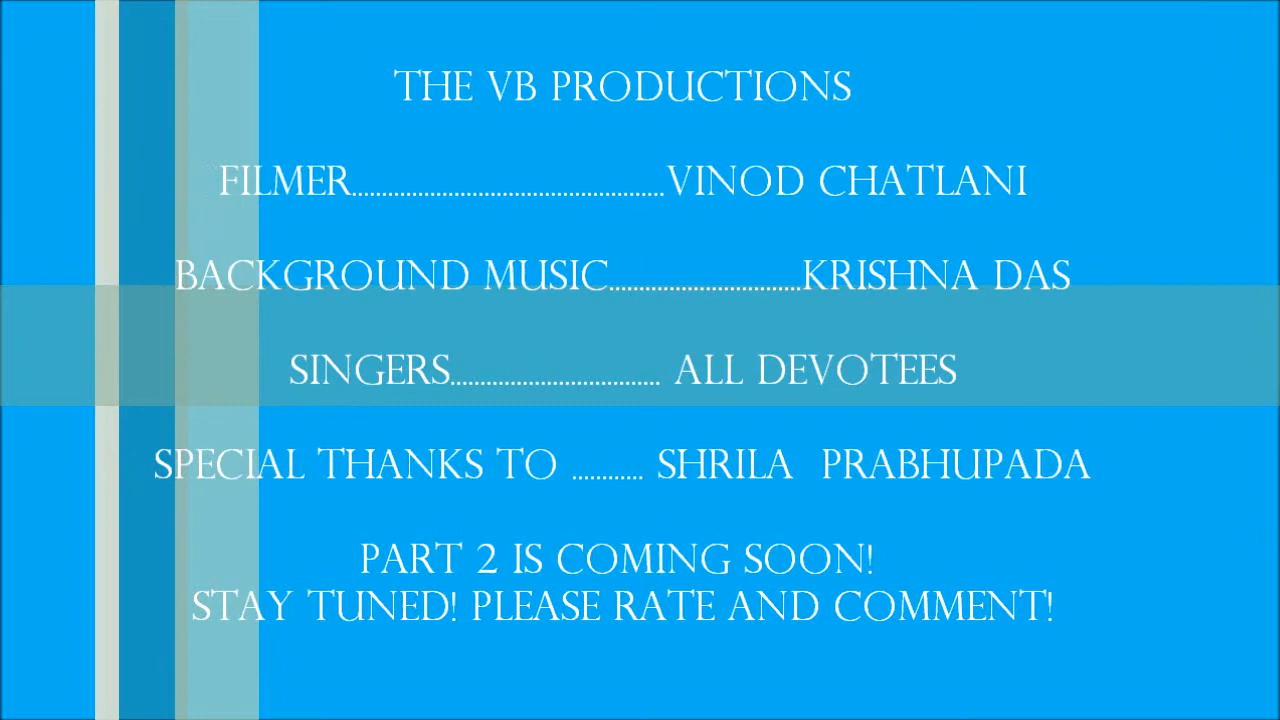 THE VB PRODUCTIONS
FILMER....................................................VINOD CHATLANI
BACKGROUND MUSIC................................KRISHNA DAS
SINGERS................................... ALL DEVOTEES
SPECIAL THANKS TO ............ SHRILA PRABHUPADA
PART 2 IS COMING SOON!
STAY TUNED! PLEASE RATE AND COMMENT!